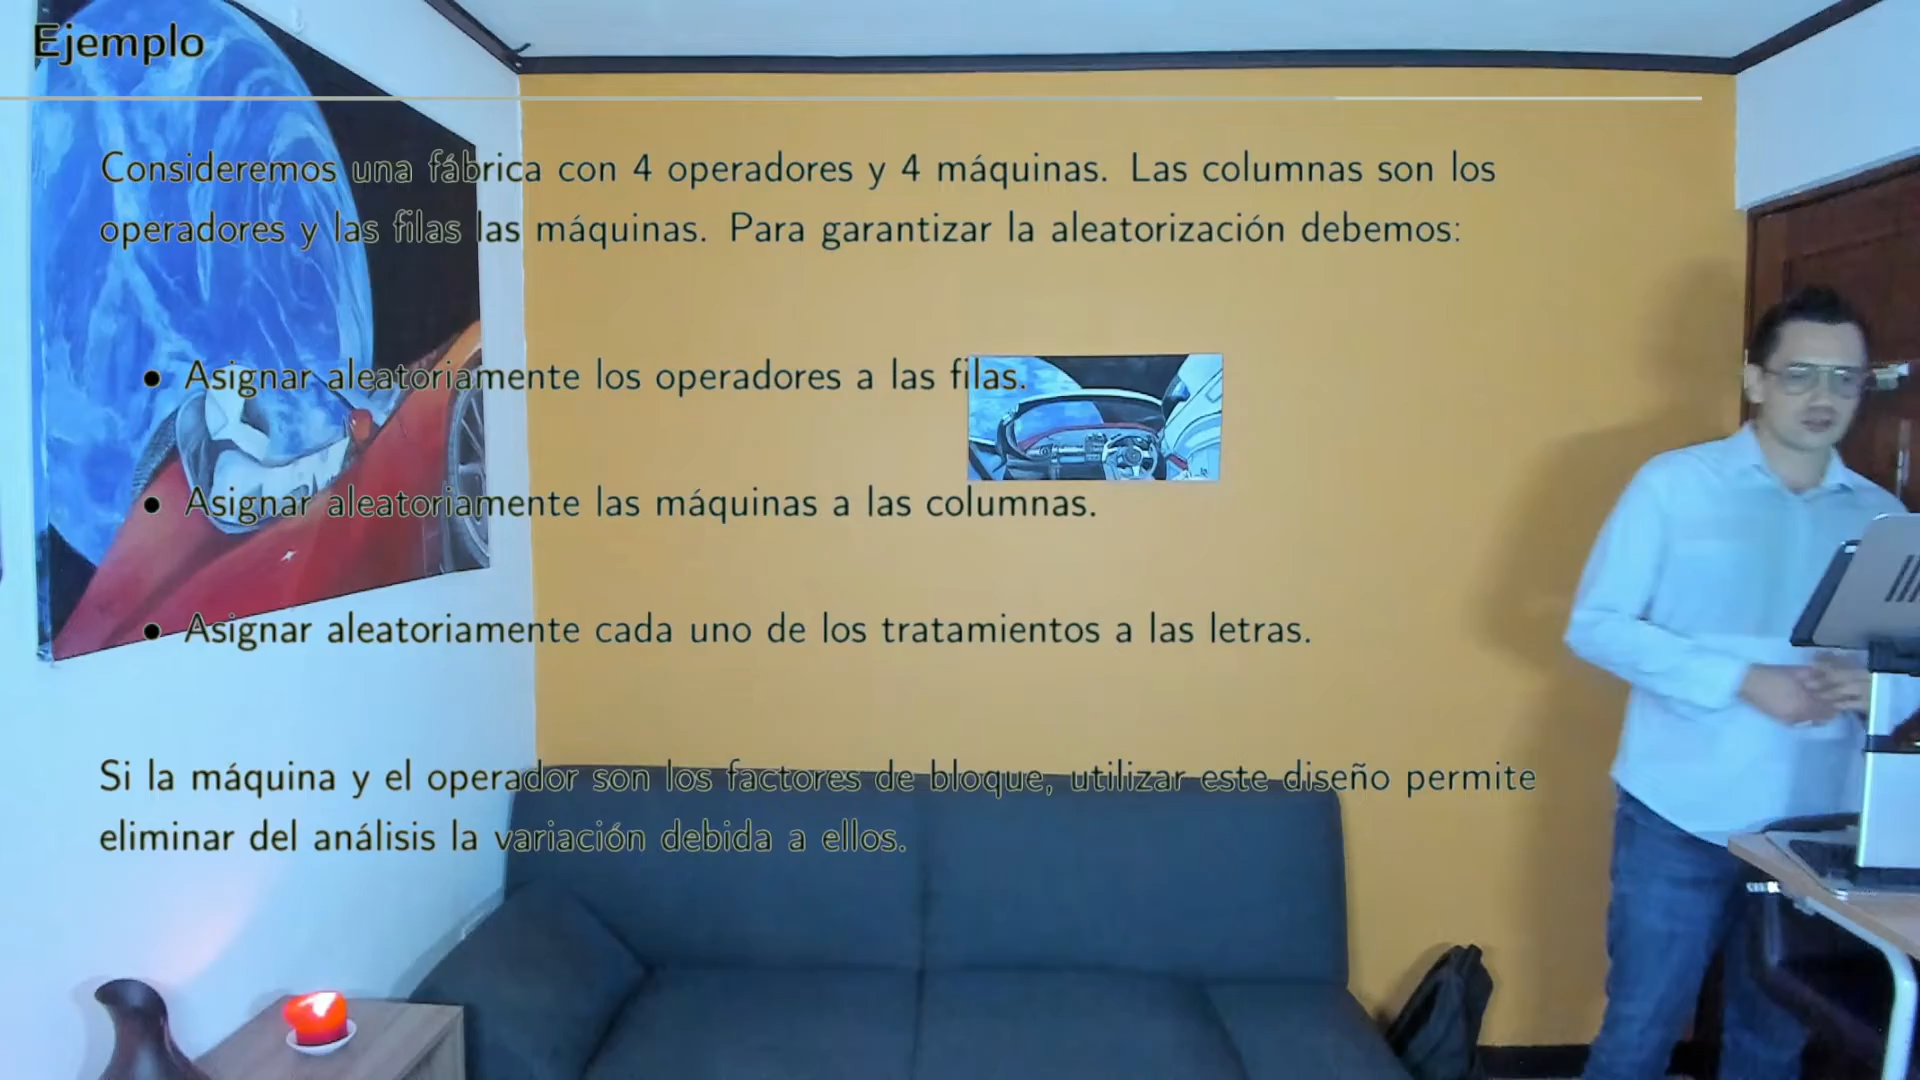 Ejemplo
Consideremos una fábrica con 4 operadores y 4 máquinas. Las columnas son los
operadores y las filas las máquinas. Para garantizar la aleatorización debemos:
• Asignar aleatoriamente los operadores a las filas.
• Asignar aleatoriamente las máquinas a las columnas.
• Asignar aleatoriamente cada uno de los tratamientos a las letras.
Si la máquina y el operador son los factores de bloque, utilizar este diseño permite
eliminar del análisis la variación debida a ellos.